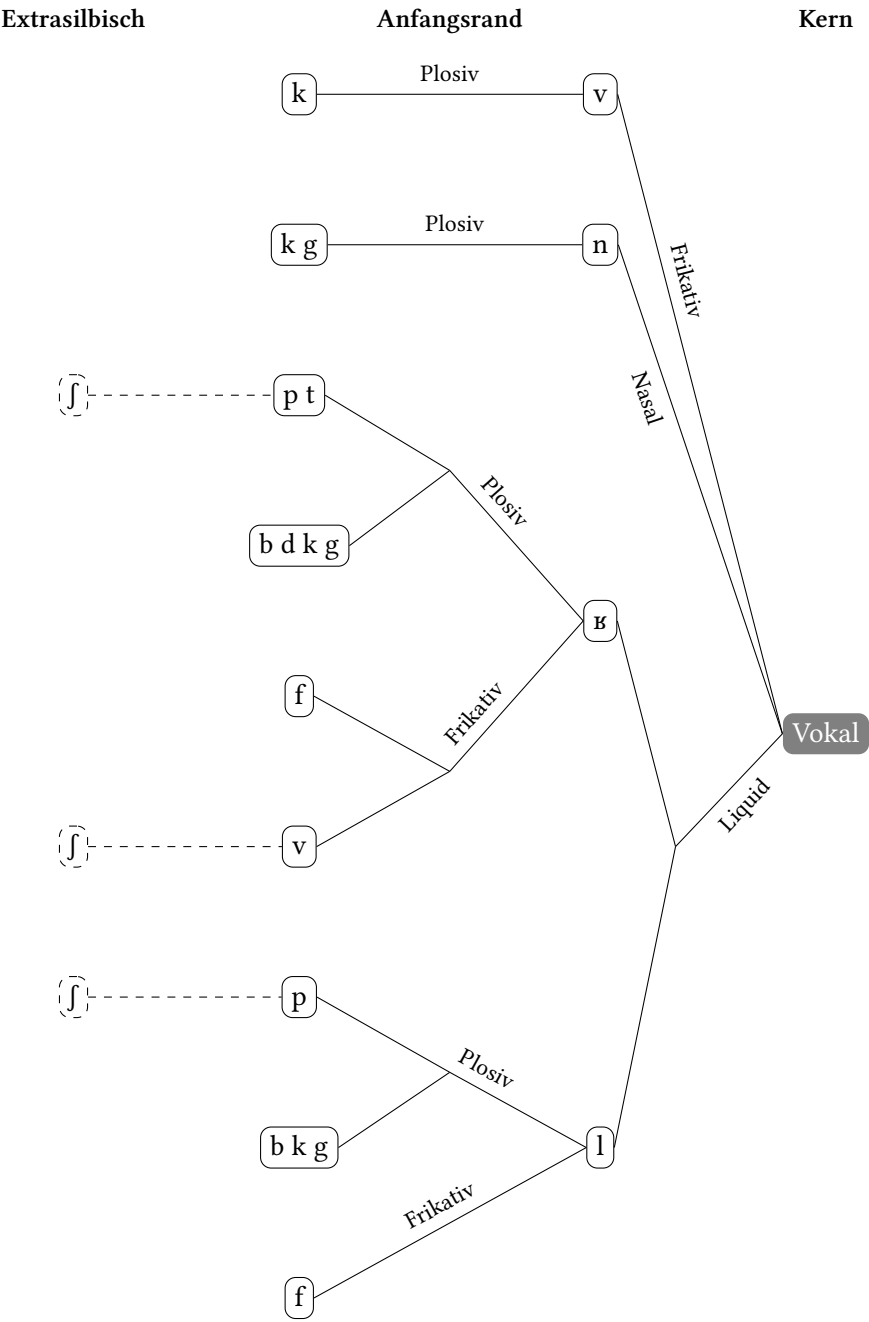 Extrasilbisch Anfangsrand Kern
Plosiv
k v
Plosiv
k g n
Frikativ
Nasal
ʃ p t
Plosiv
b d k g
ʁ
f
Frikativ
Vokal
Liquid
ʃ v
ʃ p
Plosiv
b k g l
Frikativ
f